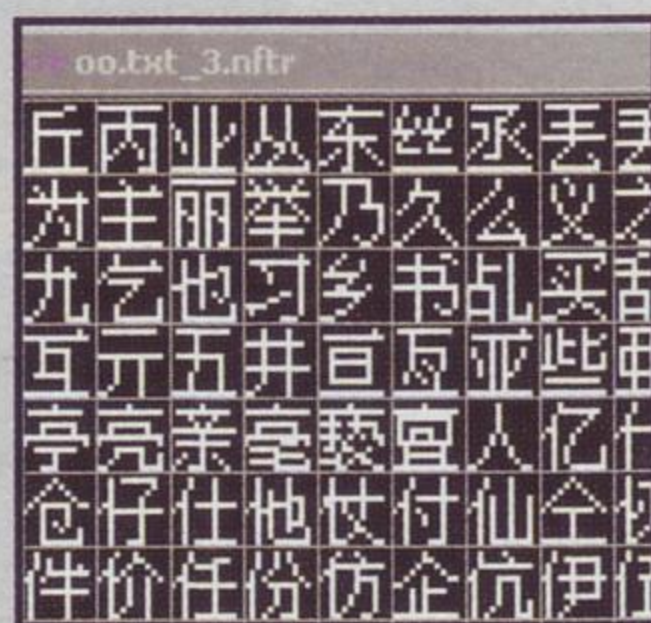 oo.txt_3.nftr
丘丙业丛东丝丞丢
为主丽举乃久么义
九乞也习乡书乩买
互亓五井亘亙亚些
亭亮亲亳亵亶人亿
仓仔仕他仗付仙仝
件价任份仿企伉伊